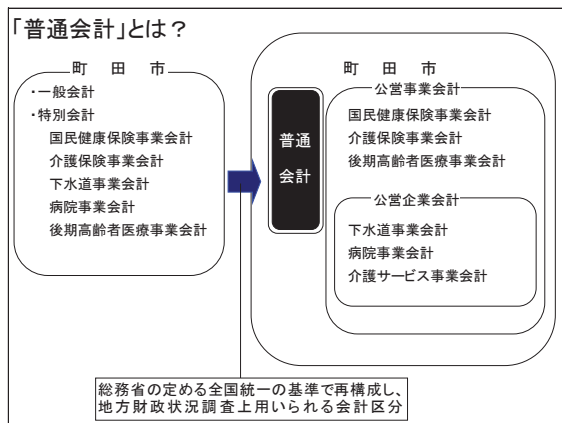 「普通会計」とは？
町 田 市
・一般会計
・特別会計
国民健康保険事業会計
介護保険事業会計
下水道事業会計
病院事業会計
後期高齢者医療事業会計
町 田 市
普通
会計
公営事業会計
国民健康保険事業会計
介護保険事業会計
後期高齢者医療事業会計
公営企業会計
下水道事業会計
病院事業会計
介護サービス事業会計
総務省の定める全国統一の基準で再構成し、
地方財政状況調査上用いられる会計区分